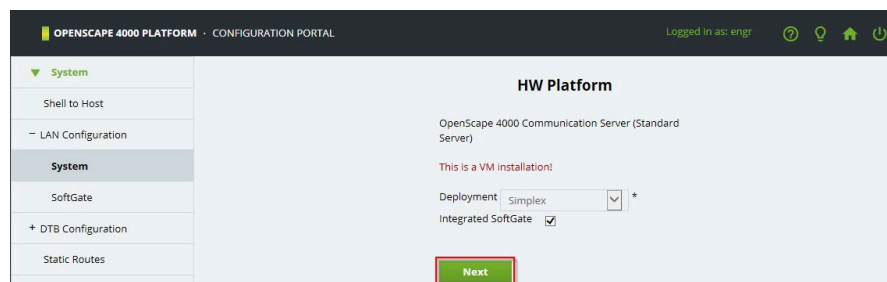 OPENSCAPE 4000 PLATFORM · CONFIGURATION PORTAL
Logged in as: engr
System
Shell to Host
− LAN Configuration
System
SoftGate
+ DTB Configuration
Static Routes
HW Platform
OpenScape 4000 Communication Server (Standard
Server)
This is a VM installation!
Deployment Simplex *
Integrated SoftGate
Next